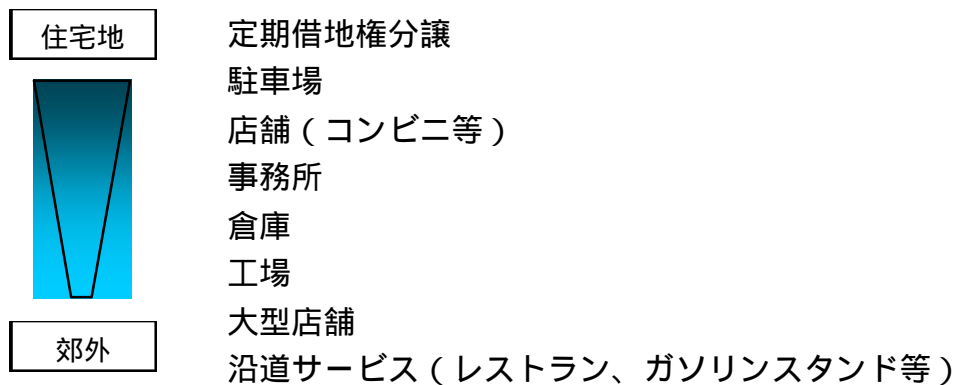 住宅地
定期借地権分譲
駐車場
店舗（コンビニ等）
事務所
倉庫
工場
大型店舗
郊外
沿道サービス（レストラン、ガソリンスタンド等）